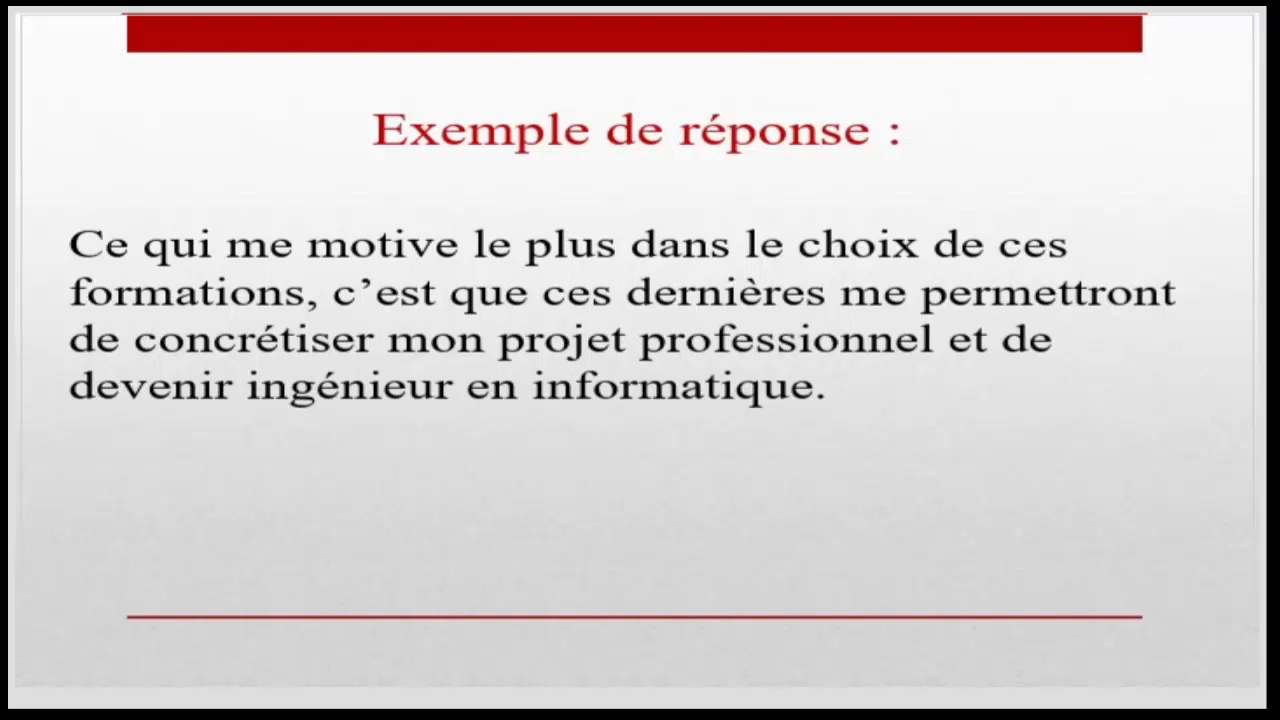 Exemple de réponse :
Ce qui me motive le plus dans le choix de ces
formations, c’est que ces dernières me permettront
de concrétiser mon projet professionnel et de
devenir ingénieur en informatique.